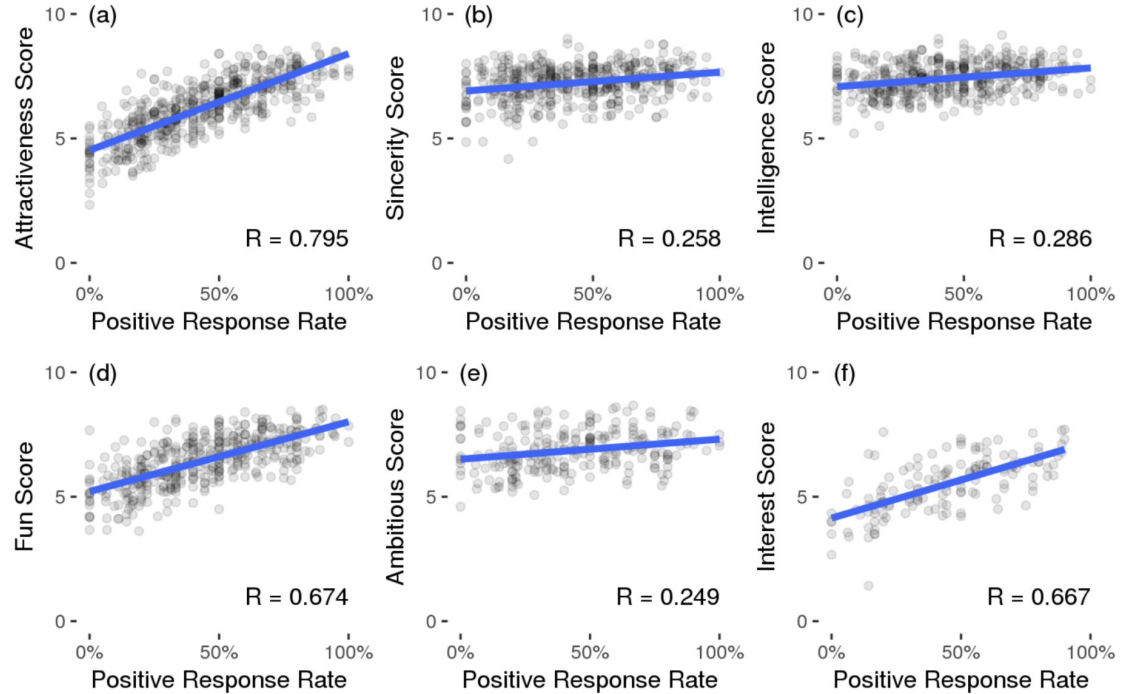 (a)
10
5
0
Attractiveness Score
R = 0.795
0% 50% 100%
Positive Response Rate
(b)
10
5
0
Sincerity Score
R = 0.258
0% 50% 100%
Positive Response Rate
(c)
10
5
0
Intelligence Score
R = 0.286
0% 50% 100%
Positive Response Rate
(d)
10
5
0
Fun Score
R = 0.674
0% 50% 100%
Positive Response Rate
(e)
10
5
0
Ambitious Score
R = 0.249
0% 50% 100%
Positive Response Rate
(f)
10
5
0
Interest Score
R = 0.667
0% 50% 100%
Positive Response Rate